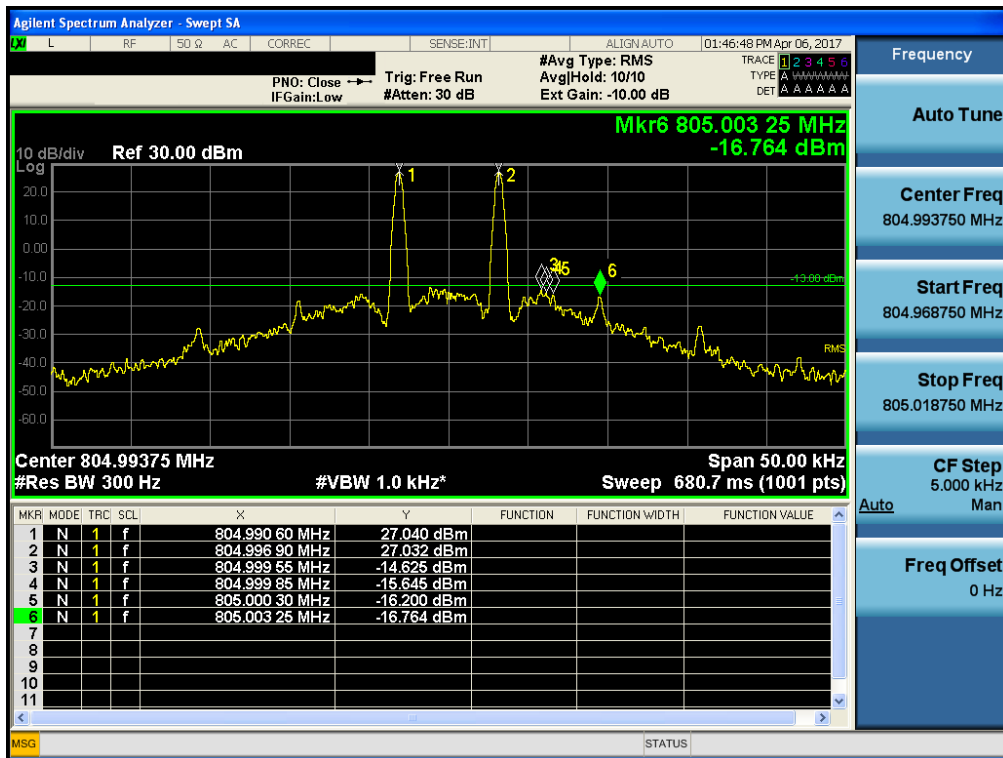 Agilent Spectrum Analyzer - Swept SA
LXI L RF 50 Ω AC CORREC SENSE:INT ALIGN AUTO 01:46:48 PM Apr 06, 2017
PNO: Close
IFGain:Low
Trig: Free Run
#Atten: 30 dB
#Avg Type: RMS
Avg|Hold: 10/10
Ext Gain: -10.00 dB
TRACE 1 2 3 4 5 6
TYPE A WWWWWW
DET A A A A A A
Mkr6 805.003 25 MHz
-16.764 dBm
10 dB/div Ref 30.00 dBm
Log
20.0
10.0
0.00
-10.0
-20.0
-30.0
-40.0
-50.0
-60.0
1
2
3 4 5
6
-13.00 dBm
RMS
Center 804.99375 MHz Span 50.00 kHz
#Res BW 300 Hz #VBW 1.0 kHz* Sweep 680.7 ms (1001 pts)
MKR MODE TRC SCL X Y FUNCTION FUNCTION WIDTH FUNCTION VALUE
1 N 1 f 804.990 60 MHz 27.040 dBm
2 N 1 f 804.996 90 MHz 27.032 dBm
3 N 1 f 804.999 55 MHz -14.625 dBm
4 N 1 f 804.999 85 MHz -15.645 dBm
5 N 1 f 805.000 30 MHz -16.200 dBm
6 N 1 f 805.003 25 MHz -16.764 dBm
7
8
9
10
11
MSG STATUS
Frequency
Auto Tune
Center Freq
804.993750 MHz
Start Freq
804.968750 MHz
Stop Freq
805.018750 MHz
CF Step
5.000 kHz
Auto Man
Freq Offset
0 Hz